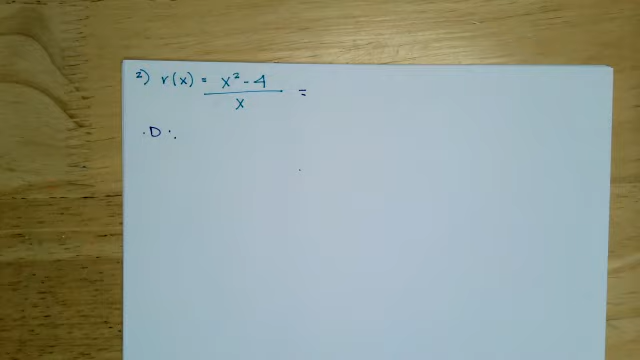 2) r(x) = x² - 4 / x =
· D :